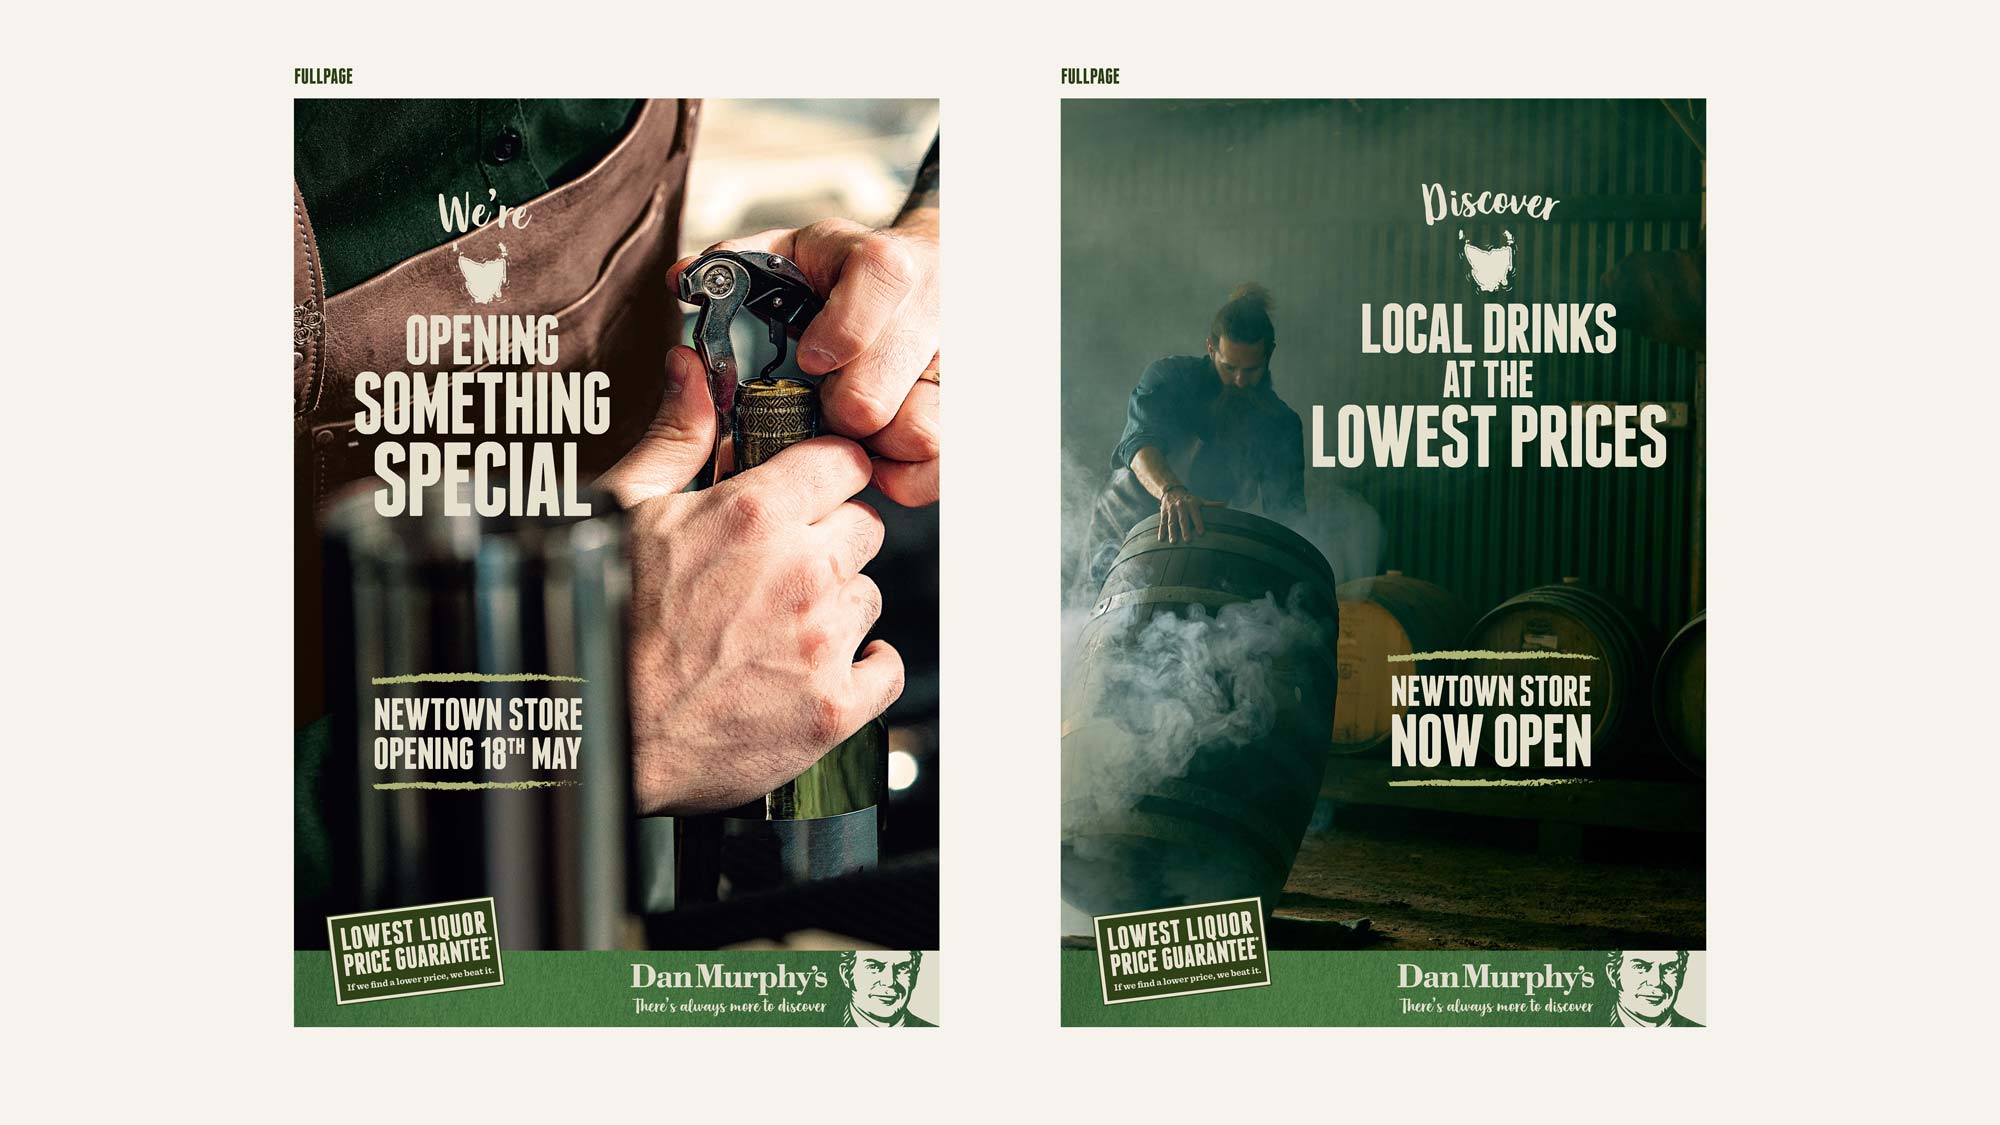 FULLPAGE
We're
OPENING
SOMETHING
SPECIAL
NEWTOWN STORE
OPENING 18TH MAY
LOWEST LIQUOR
PRICE GUARANTEE*
If we find a lower price, we beat it.
Dan Murphy's
There's always more to discover
FULLPAGE
Discover
LOCAL DRINKS
AT THE
LOWEST PRICES
NEWTOWN STORE
NOW OPEN
LOWEST LIQUOR
PRICE GUARANTEE*
If we find a lower price, we beat it.
Dan Murphy's
There's always more to discover